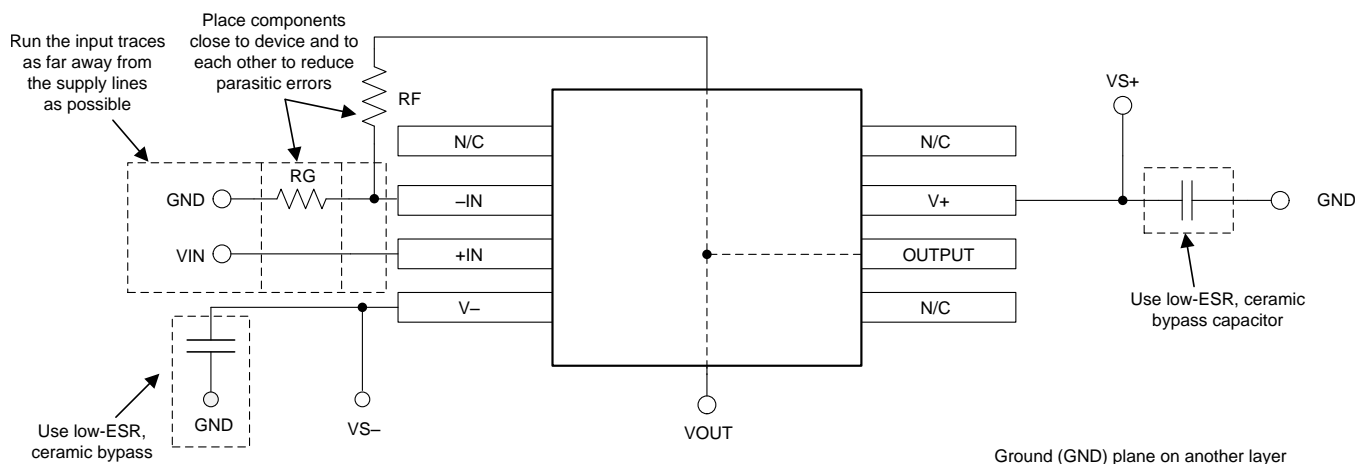 Place components
close to device and to
each other to reduce
parasitic errors
Run the input traces
as far away from
the supply lines
as possible
RF
VS+
N/C
N/C
RG
GND
–IN
V+
GND
VIN
+IN
OUTPUT
V–
N/C
Use low-ESR, ceramic
bypass capacitor
GND
VS–
VOUT
Use low-ESR,
ceramic bypass
Ground (GND) plane on another layer